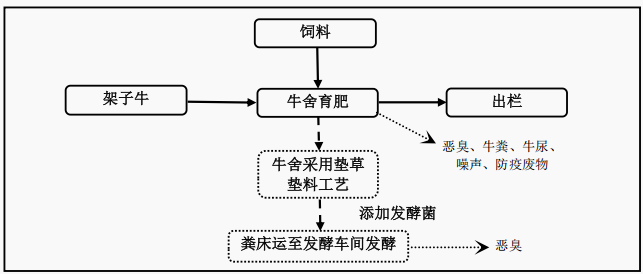 饲料
架子牛
牛舍育肥
出栏
恶臭、牛粪、牛尿、
噪声、防疫废物
牛舍采用垫草
垫料工艺
添加发酵菌
粪床运至发酵车间发酵
恶臭